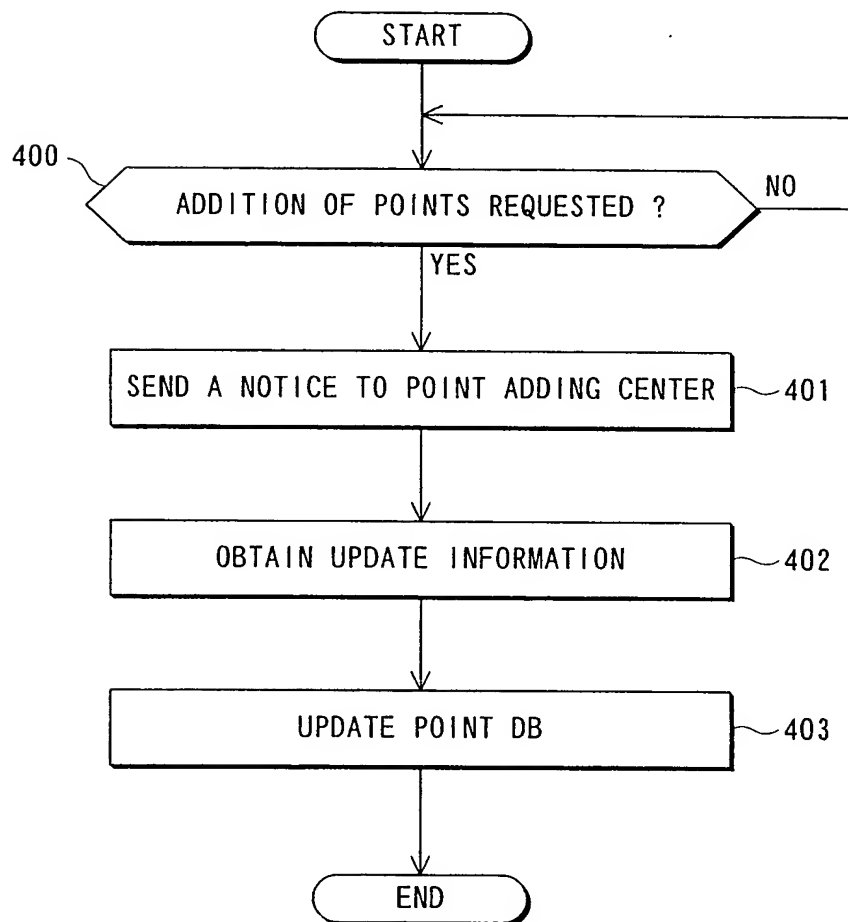 START
400
ADDITION OF POINTS REQUESTED ?
NO
YES
SEND A NOTICE TO POINT ADDING CENTER
401
OBTAIN UPDATE INFORMATION
402
UPDATE POINT DB
403
END